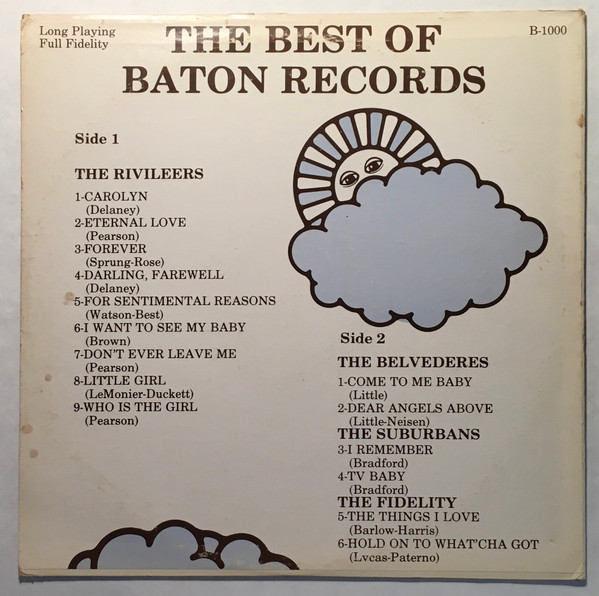 Long Playing
Full Fidelity
B-1000
THE BEST OF
BATON RECORDS
Side 1
THE RIVILEERS
1-CAROLYN
(Delaney)
2-ETERNAL LOVE
(Pearson)
3-FOREVER
(Sprung-Rose)
4-DARLING, FAREWELL
(Delaney)
5-FOR SENTIMENTAL REASONS
(Watson-Best)
6-I WANT TO SEE MY BABY
(Brown)
7-DON'T EVER LEAVE ME
(Pearson)
8-LITTLE GIRL
(LeMonier-Duckett)
9-WHO IS THE GIRL
(Pearson)
Side 2
THE BELVEDERES
1-COME TO ME BABY
(Little)
2-DEAR ANGELS ABOVE
(Little-Neisen)
THE SUBURBANS
3-I REMEMBER
(Bradford)
4-TV BABY
(Bradford)
THE FIDELITY
5-THE THINGS I LOVE
(Barlow-Harris)
6-HOLD ON TO WHAT'CHA GOT
(Lvcas-Paterno)